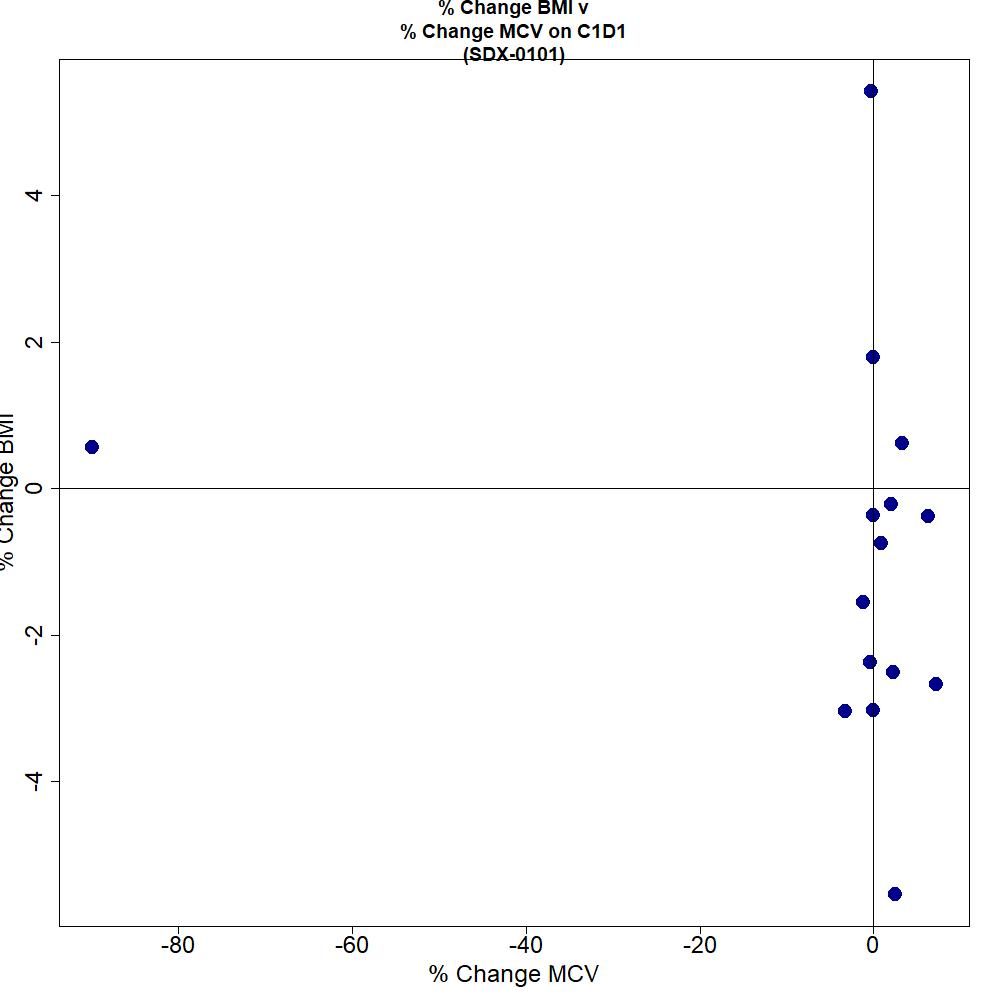 % Change BMI v
% Change MCV on C1D1
(SDX-0101)
% Change BMI
4
2
0
-2
-4
-80
-60
-40
-20
0
% Change MCV